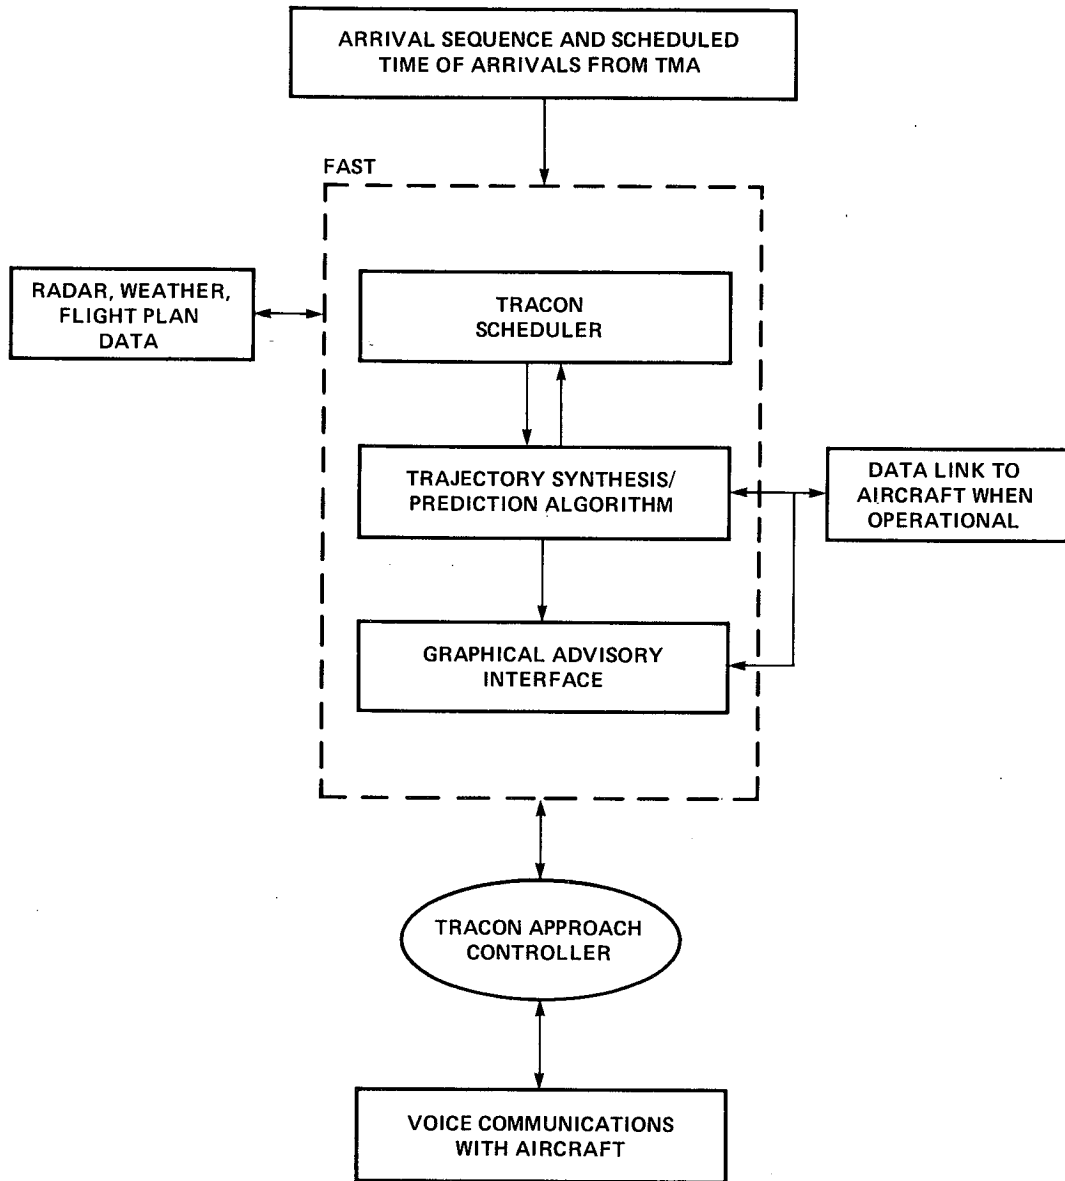 ARRIVAL SEQUENCE AND SCHEDULED
TIME OF ARRIVALS FROM TMA
FAST
RADAR, WEATHER,
FLIGHT PLAN
DATA
TRACON
SCHEDULER
TRAJECTORY SYNTHESIS/
PREDICTION ALGORITHM
DATA LINK TO
AIRCRAFT WHEN
OPERATIONAL
GRAPHICAL ADVISORY
INTERFACE
TRACON APPROACH
CONTROLLER
VOICE COMMUNICATIONS
WITH AIRCRAFT